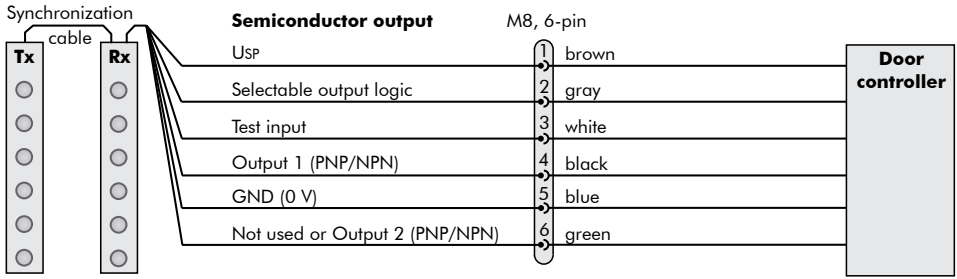 Synchronization
cable
Tx
Rx
Semiconductor output
M8, 6-pin
USP
1
brown
Selectable output logic
2
gray
Test input
3
white
Output 1 (PNP/NPN)
4
black
GND (0 V)
5
blue
Not used or Output 2 (PNP/NPN)
6
green
Door
controller